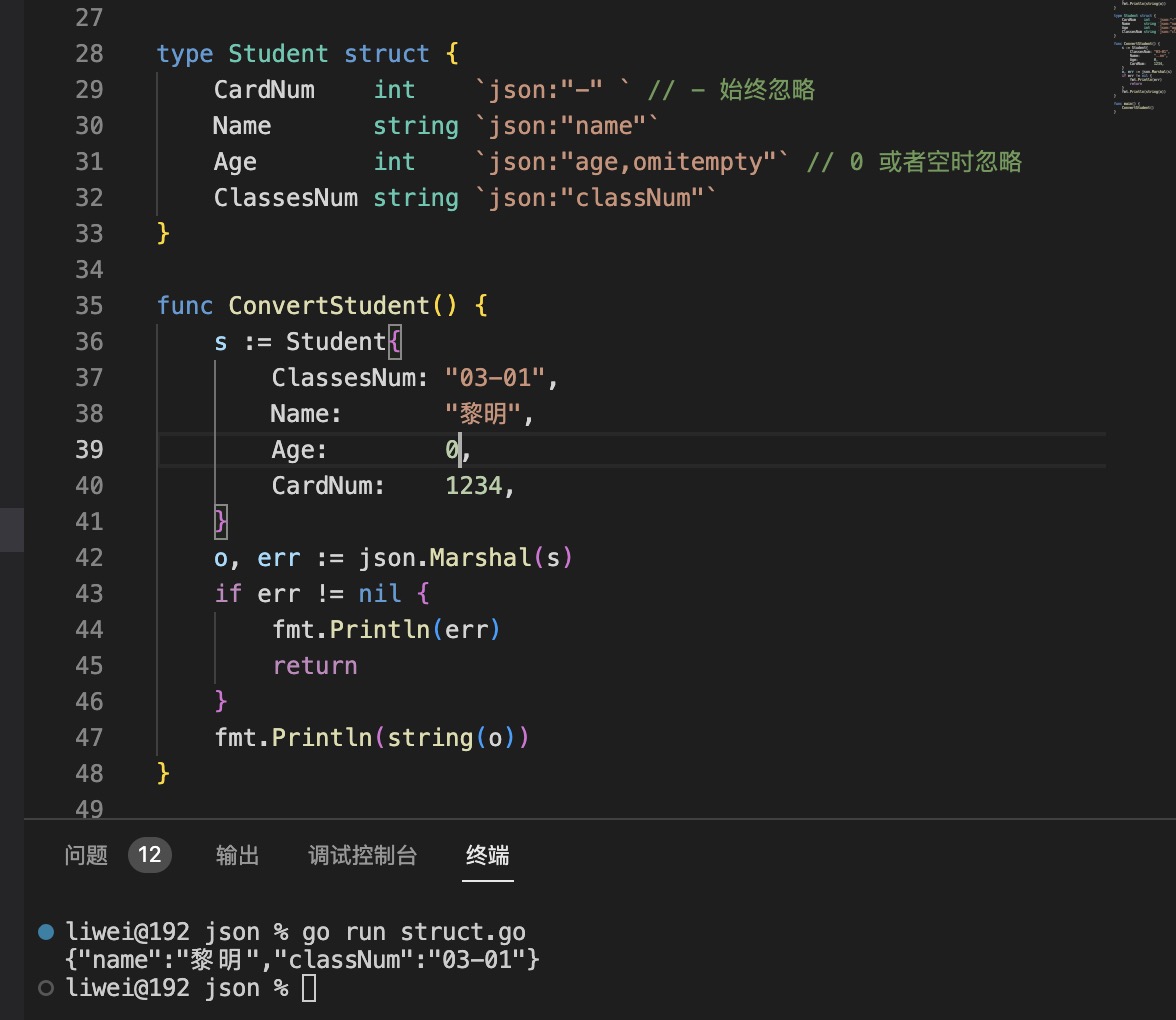 27
28 type Student struct {
29 CardNum int `json:"-" ` // - 始终忽略
30 Name string `json:"name"`
31 Age int `json:"age,omitempty"` // 0 或者空时忽略
32 ClassesNum string `json:"classNum"`
33 }
34
35 func ConvertStudent() {
36 s := Student{
37 ClassesNum: "03-01",
38 Name: "黎明",
39 Age: 0,
40 CardNum: 1234,
41 }
42 o, err := json.Marshal(s)
43 if err != nil {
44 fmt.Println(err)
45 return
46 }
47 fmt.Println(string(o))
48 }
49
问题 12 输出 调试控制台 终端
liwei@192 json % go run struct.go
{"name":"黎明","classNum":"03-01"}
liwei@192 json %